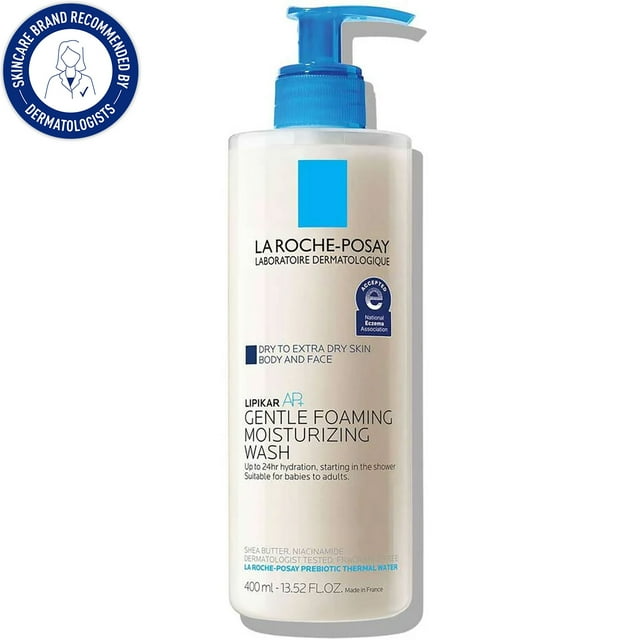 SKINCARE BRAND RECOMMENDED BY
DERMATOLOGISTS
LA ROCHE-POSAY
LABORATOIRE DERMATOLOGIQUE
ACCEPTED
e
National
Eczema
Association
DRY TO EXTRA DRY SKIN
BODY AND FACE
LIPIKAR AP+
GENTLE FOAMING
MOISTURIZING
WASH
Up to 24hr hydration, starting in the shower
Suitable for babies to adults.
SHEA BUTTER, NIACINAMIDE
DERMATOLOGIST TESTED, FRAGRANCE FREE
LA ROCHE-POSAY PREBIOTIC THERMAL WATER
400 ml - 13.52 FL.OZ. Made in France